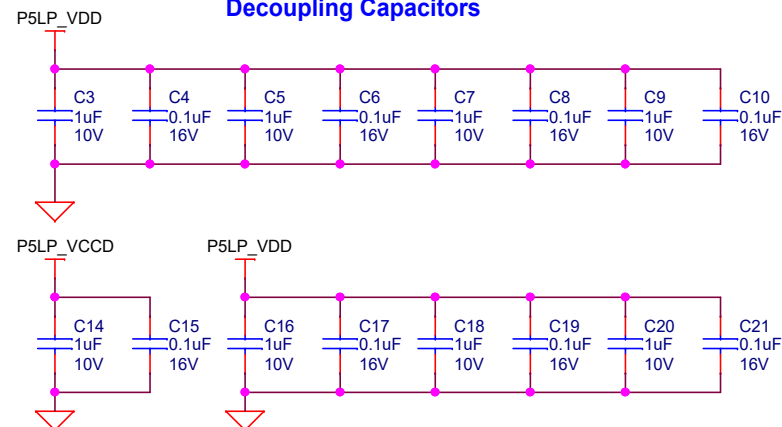 Decoupling Capacitors
P5LP_VDD
C3
1uF
10V
C4
0.1uF
16V
C5
1uF
10V
C6
0.1uF
16V
C7
1uF
10V
C8
0.1uF
16V
C9
1uF
10V
C10
0.1uF
16V
P5LP_VCCD
P5LP_VDD
C14
1uF
10V
C15
0.1uF
16V
C16
1uF
10V
C17
0.1uF
16V
C18
1uF
10V
C19
0.1uF
16V
C20
1uF
10V
C21
0.1uF
16V